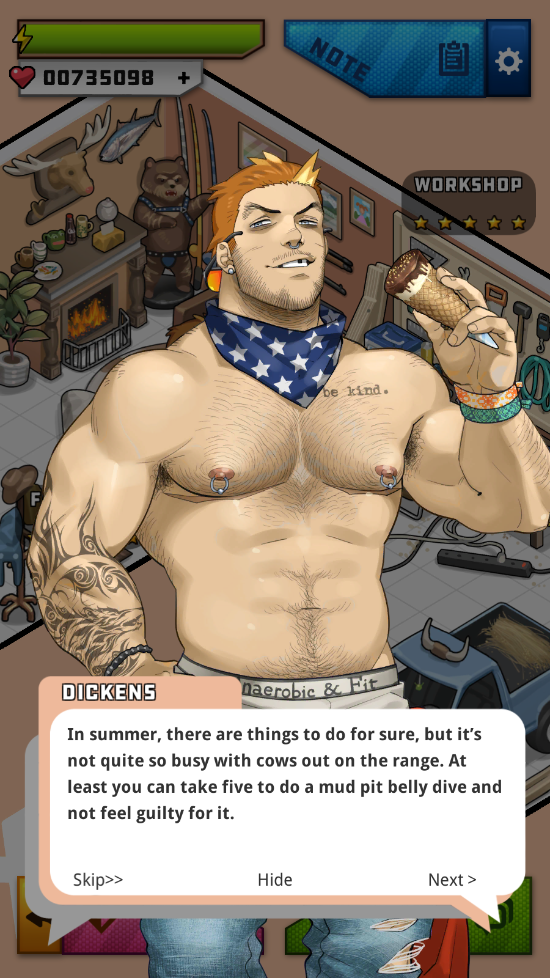 NOTE
00735098 +
WORKSHOP
be kind.
naerobic & Fit
DICKENS
In summer, there are things to do for sure, but it's
not quite so busy with cows out on the range. At
least you can take five to do a mud pit belly dive and
not feel guilty for it.
Skip>>
Hide
Next >